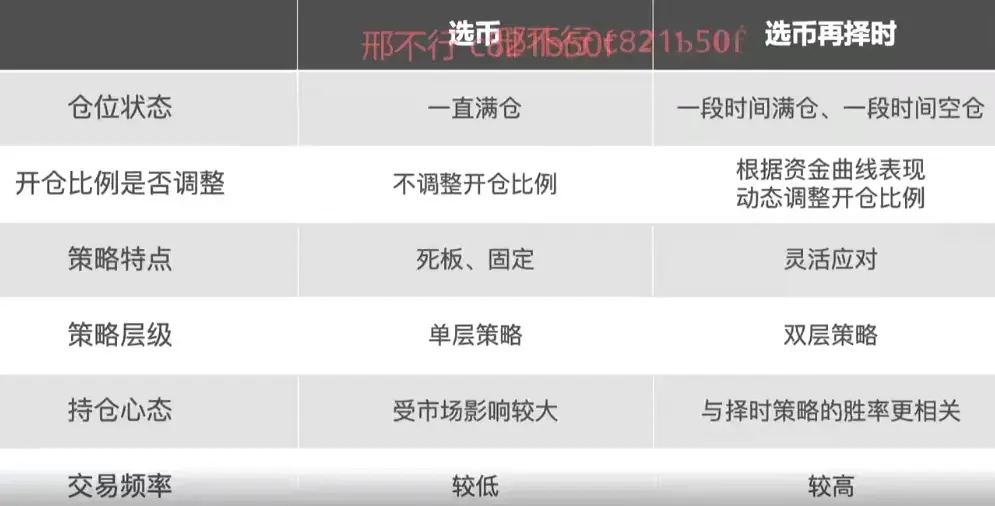 选币 选币再择时
邢不行 c821b50f
邢不行 c821b50f
仓位状态 一直满仓 一段时间满仓、一段时间空仓
开仓比例是否调整 不调整开仓比例 根据资金曲线表现
动态调整开仓比例
策略特点 死板、固定 灵活应对
策略层级 单层策略 双层策略
持仓心态 受市场影响较大 与择时策略的胜率更相关
交易频率 较低 较高